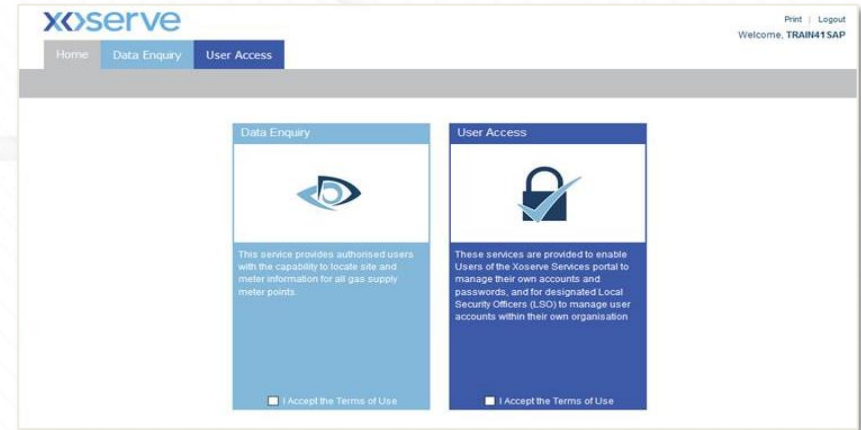 xoserve
Print | Logout
Welcome, TRAIN41SAP
Home Data Enquiry User Access
Data Enquiry
This service provides authorised users
with the capability to locate site and
meter information for all gas supply
meter points.
I Accept the Terms of Use
User Access
These services are provided to enable
Users of the Xoserve Services portal to
manage their own accounts and
passwords, and for designated Local
Security Officers (LSO) to manage user
accounts within their own organisation
I Accept the Terms of Use